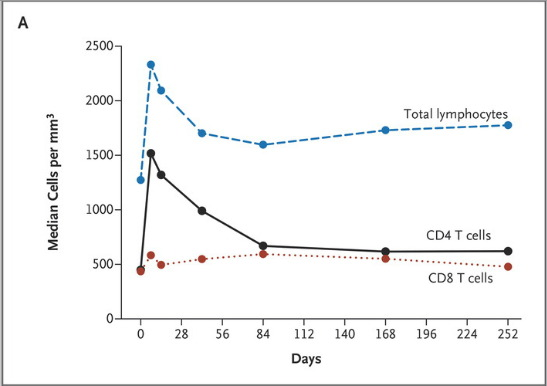 A
2500
2000
1500
1000
500
0
Median Cells per mm³
Total lymphocytes
CD4 T cells
CD8 T cells
0 28 56 84 112 140 168 196 224 252
Days